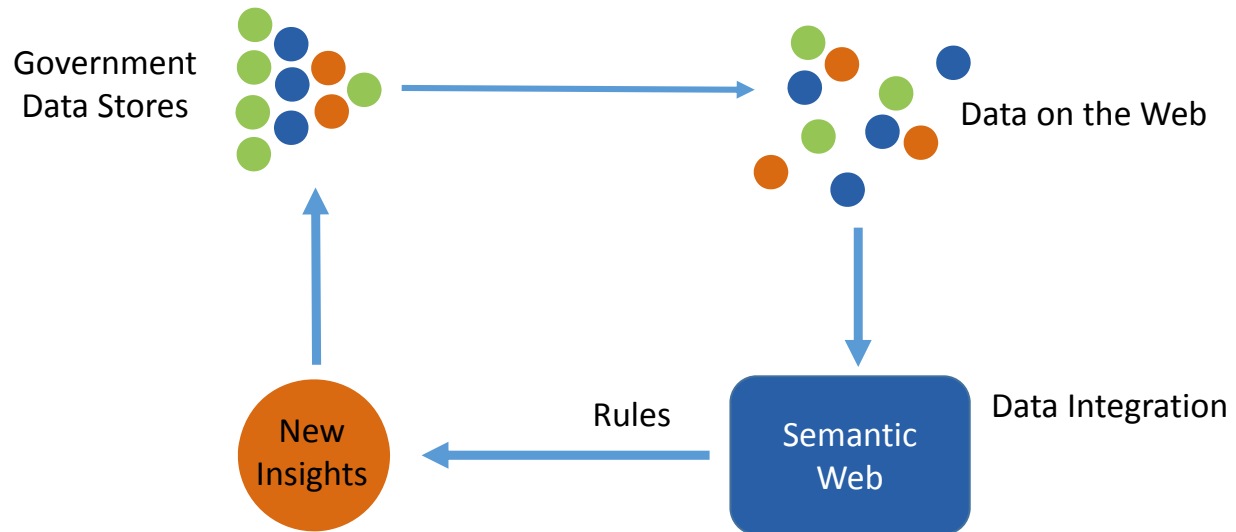 Government
Data Stores
Data on the Web
New
Insights
Rules
Semantic
Web
Data Integration